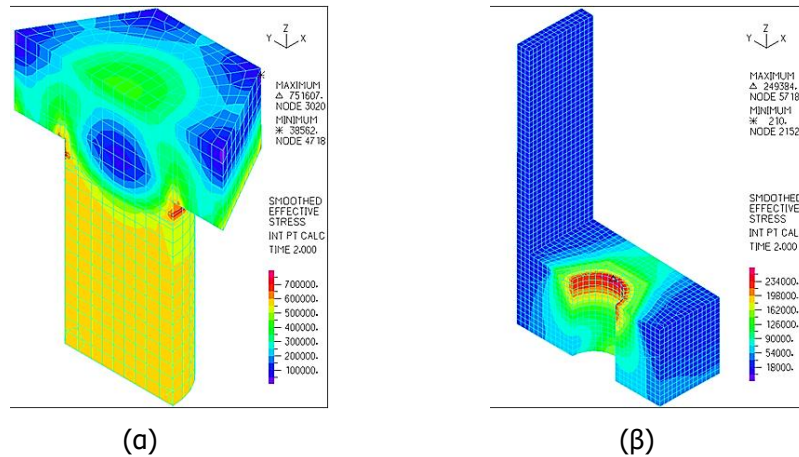 Z
Y X
MAXIMUM
△ 751607.
NODE 3020
MINIMUM
* 38562.
NODE 4718
SMOOTHED
EFFECTIVE
STRESS
INT PT CALC
TIME 2.000
700000.
600000.
500000.
400000.
300000.
200000.
100000.
(α)
Z
Y X
MAXIMUM
△ 249384.
NODE 5718
MINIMUM
* 210.
NODE 2152
SMOOTHED
EFFECTIVE
STRESS
INT PT CAL
TIME 2.000
234000.
198000.
162000.
126000.
90000.
54000.
18000.
(β)